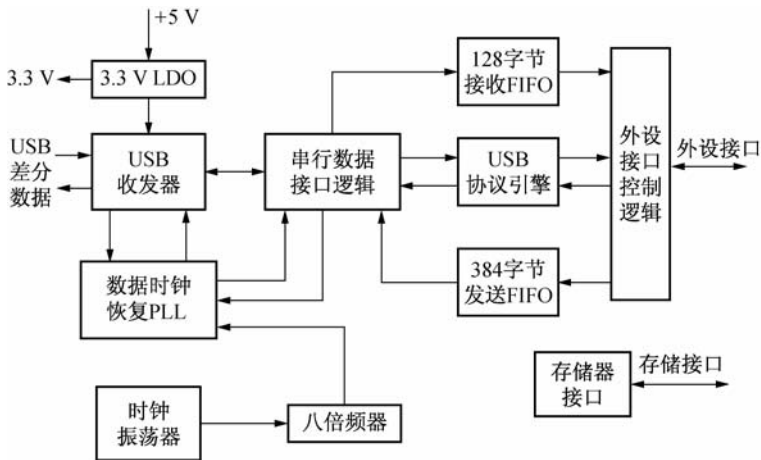 +5 V
3.3 V
3.3 V LDO
128字节
接收FIFO
USB
差分
数据
USB
收发器
串行数据
接口逻辑
USB
协议引擎
外设
接口
控制
逻辑
外设接口
数据时钟
恢复PLL
384字节
发送FIFO
时钟
振荡器
八倍频器
存储器
接口
存储接口